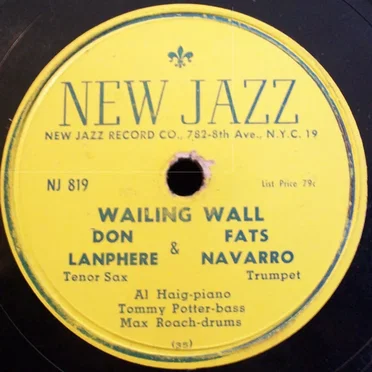 NEW JAZZ
NEW JAZZ RECORD CO., 782-8th Ave., N.Y.C. 19
NJ 819 List Price 79c
WAILING WALL
DON LANPHERE & FATS NAVARRO
Tenor Sax Trumpet
Al Haig-piano
Tommy Potter-bass
Max Roach-drums
(35)